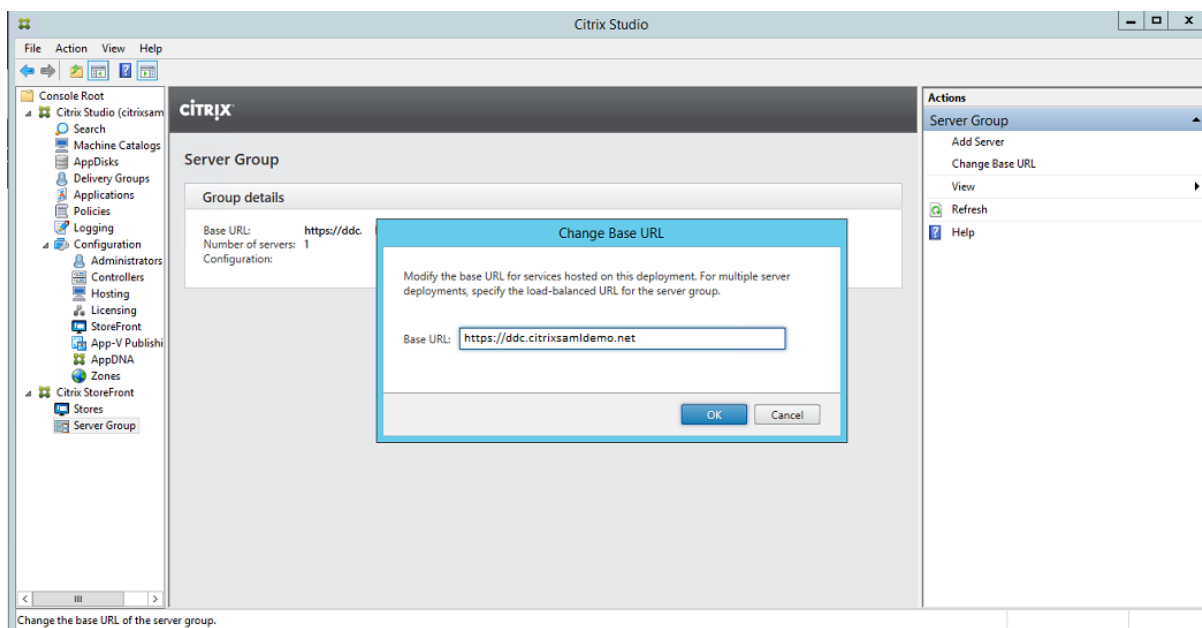 Citrix Studio
File Action View Help
Console Root
Citrix Studio (citrixsam
Search
Machine Catalogs
AppDisks
Delivery Groups
Applications
Policies
Logging
Configuration
Administrators
Controllers
Hosting
Licensing
StoreFront
App-V Publishi
AppDNA
Zones
Citrix StoreFront
Stores
Server Group
CITRIX
Server Group
Group details
Base URL: https://ddc.
Number of servers: 1
Configuration:
Change Base URL
Modify the base URL for services hosted on this deployment. For multiple server
deployments, specify the load-balanced URL for the server group.
Base URL: https://ddc.citrixsamldemo.net
OK Cancel
Actions
Server Group
Add Server
Change Base URL
View
Refresh
Help
Change the base URL of the server group.